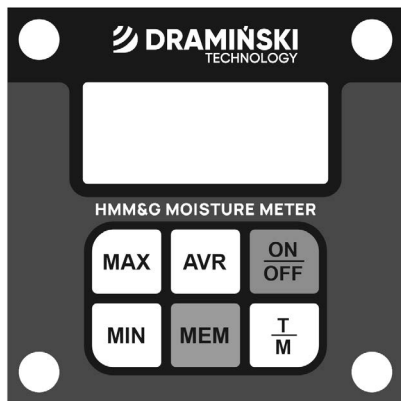 DRAMIŃSKI
TECHNOLOGY
HMM&G MOISTURE METER
MAX AVR ON
OFF
MIN MEM T
M